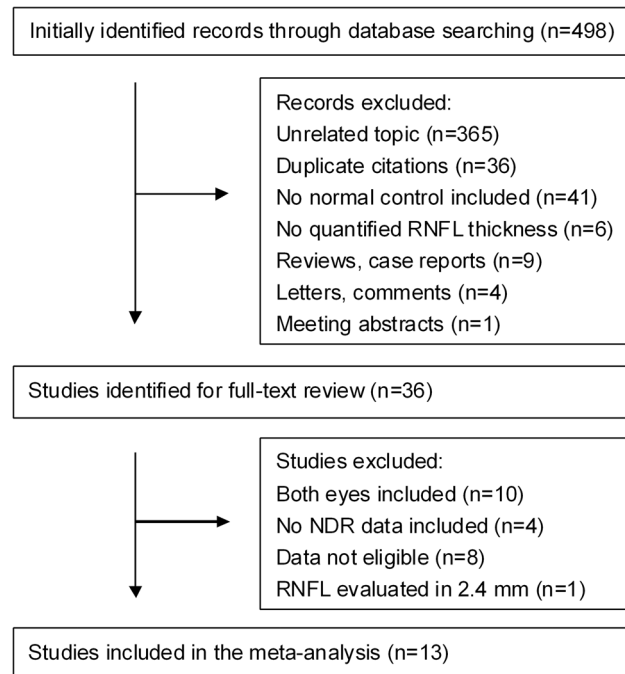 Initially identified records through database searching (n=498)
Records excluded:
Unrelated topic (n=365)
Duplicate citations (n=36)
No normal control included (n=41)
No quantified RNFL thickness (n=6)
Reviews, case reports (n=9)
Letters, comments (n=4)
Meeting abstracts (n=1)
Studies identified for full-text review (n=36)
Studies excluded:
Both eyes included (n=10)
No NDR data included (n=4)
Data not eligible (n=8)
RNFL evaluated in 2.4 mm (n=1)
Studies included in the meta-analysis (n=13)